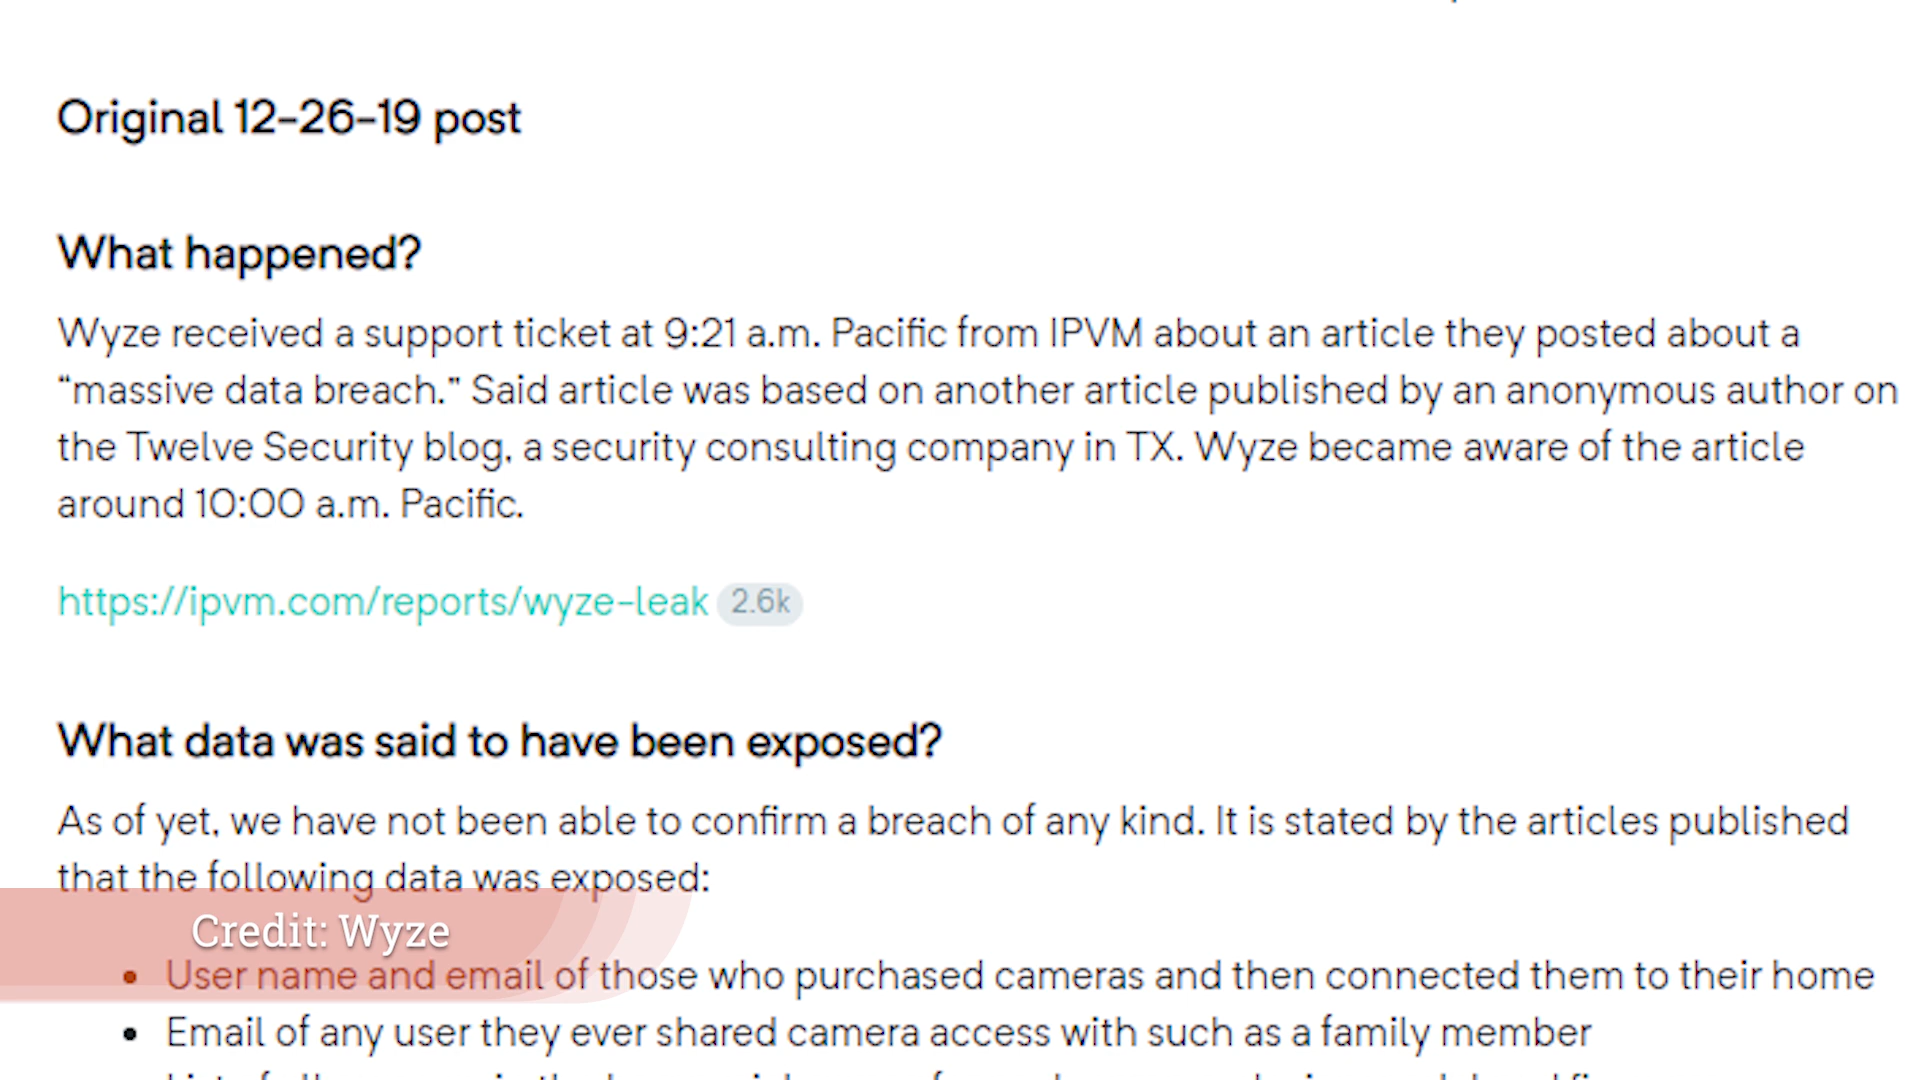 Original 12-26-19 post
What happened?
Wyze received a support ticket at 9:21 a.m. Pacific from IPVM about an article they posted about a
“massive data breach.” Said article was based on another article published by an anonymous author on
the Twelve Security blog, a security consulting company in TX. Wyze became aware of the article
around 10:00 a.m. Pacific.
https://ipvm.com/reports/wyze-leak 2.6k
What data was said to have been exposed?
As of yet, we have not been able to confirm a breach of any kind. It is stated by the articles published
that the following data was exposed:
Credit: Wyze
• User name and email of those who purchased cameras and then connected them to their home
• Email of any user they ever shared camera access with such as a family member